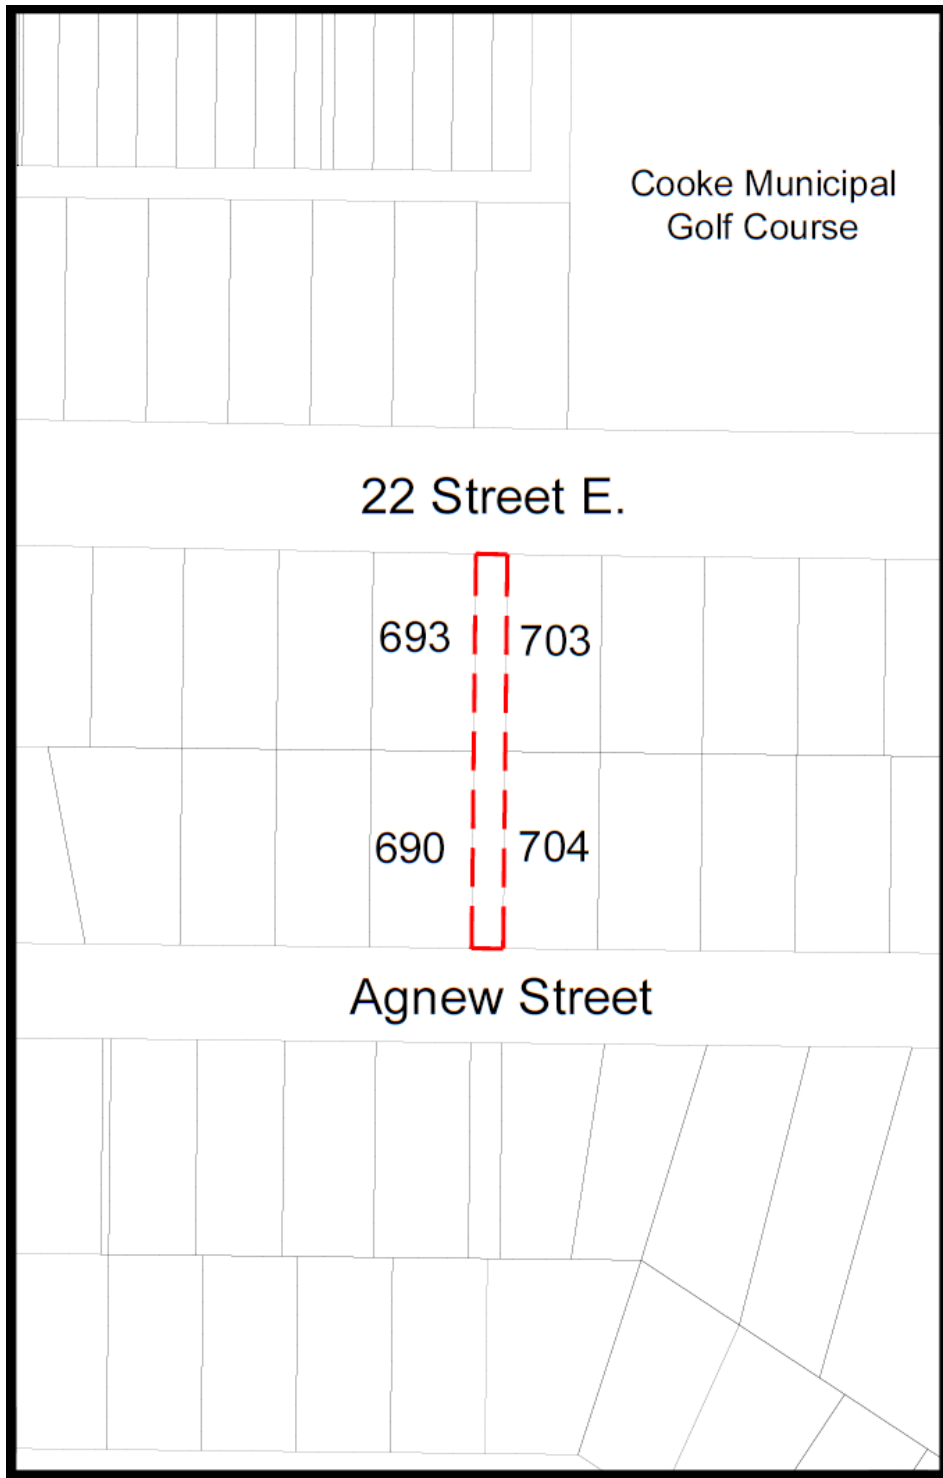 Cooke Municipal
Golf Course
22 Street E.
693
703
690
704
Agnew Street